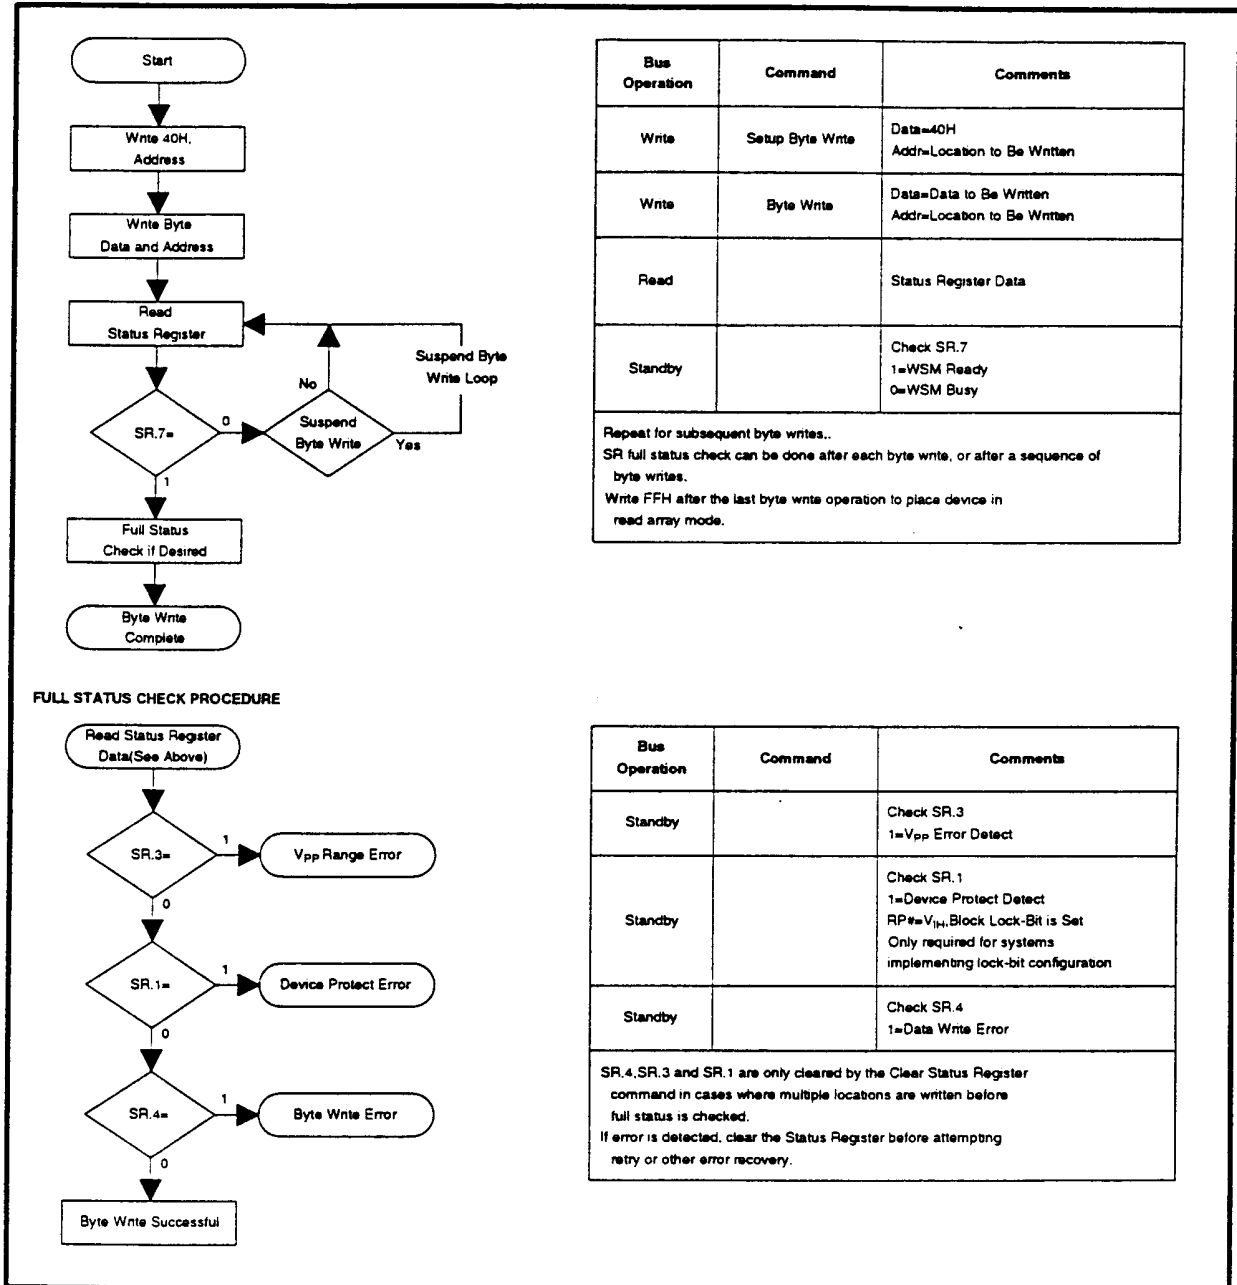 Start
Write 40H,
Address
Write Byte
Data and Address
Read
Status Register
Suspend Byte
Write Loop
No
SR.7=
0
Suspend
Byte Write
Yes
1
Full Status
Check if Desired
Byte Write
Complete
Bus
Operation
Command
Comments
Write
Setup Byte Write
Data=40H
Addr=Location to Be Written
Write
Byte Write
Data=Data to Be Written
Addr=Location to Be Written
Read
Status Register Data
Standby
Check SR.7
1=WSM Ready
0=WSM Busy
Repeat for subsequent byte writes..
SR full status check can be done after each byte write, or after a sequence of
byte writes.
Write FFH after the last byte write operation to place device in
read array mode.
FULL STATUS CHECK PROCEDURE
Read Status Register
Data(See Above)
SR.3=
1
VPP Range Error
0
SR.1=
1
Device Protect Error
0
SR.4=
1
Byte Write Error
0
Byte Write Successful
Bus
Operation
Command
Comments
Standby
Check SR.3
1=VPP Error Detect
Standby
Check SR.1
1=Device Protect Detect
RP#=VIH,Block Lock-Bit is Set
Only required for systems
implementing lock-bit configuration
Standby
Check SR.4
1=Data Write Error
SR.4,SR.3 and SR.1 are only cleared by the Clear Status Register
command in cases where multiple locations are written before
full status is checked.
If error is detected, clear the Status Register before attempting
retry or other error recovery.